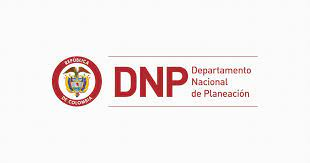 REPÚBLICA
DE COLOMBIA
DNP
Departamento
Nacional
de Planeación